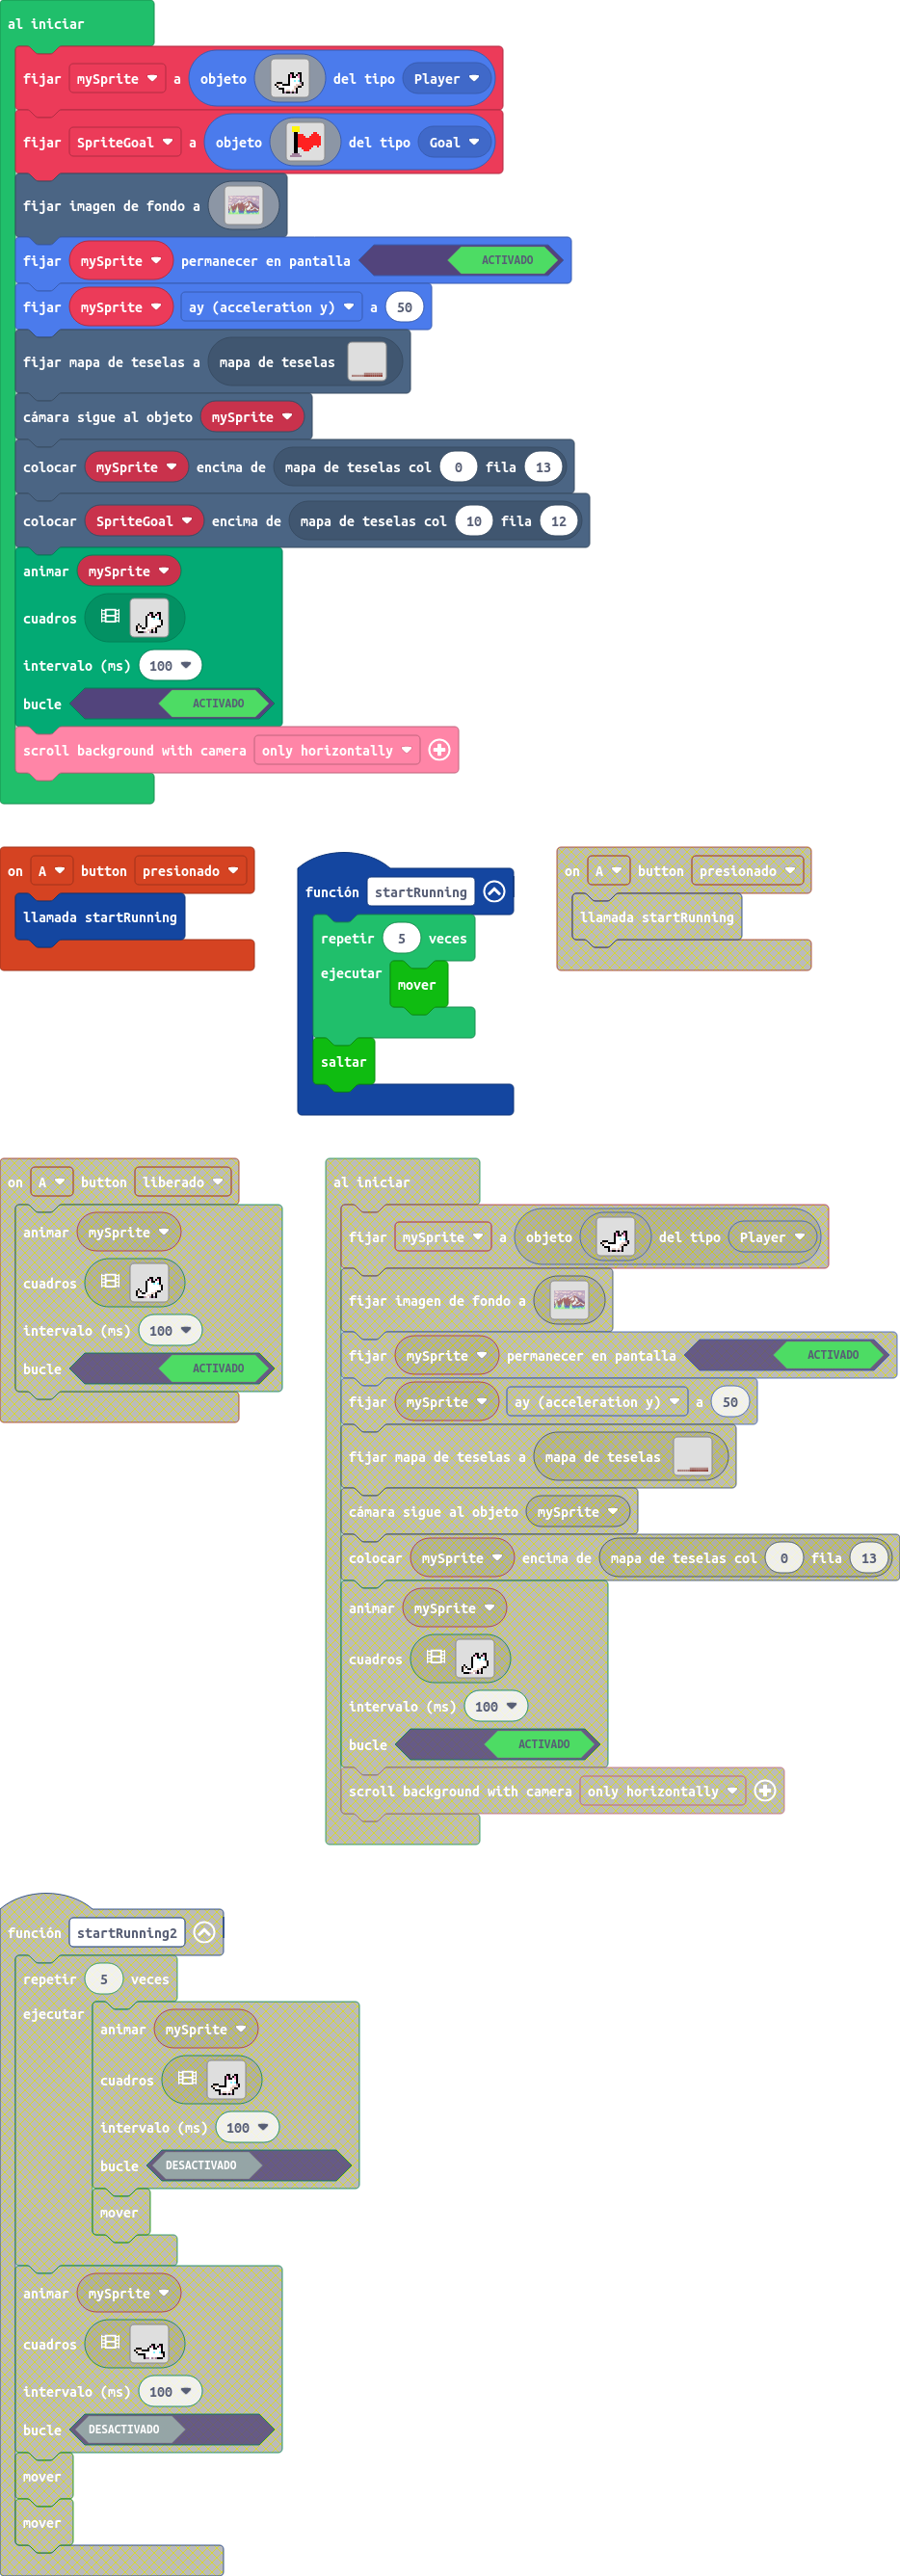 al iniciar
fijar mySprite a objeto del tipo Player
fijar SpriteGoal a objeto del tipo Goal
fijar imagen de fondo a
fijar mySprite permanecer en pantalla ACTIVADO
fijar mySprite ay (acceleration y) a 50
fijar mapa de teselas a mapa de teselas
cámara sigue al objeto mySprite
colocar mySprite encima de mapa de teselas col 0 fila 13
colocar SpriteGoal encima de mapa de teselas col 10 fila 12
animar mySprite
cuadros
intervalo (ms) 100
bucle ACTIVADO
scroll background with camera only horizontally
on A button presionado
llamada startRunning
función startRunning
repetir 5 veces
ejecutar mover
saltar
on A button presionado
llamada startRunning
on A button liberado
animar mySprite
cuadros
intervalo (ms) 100
bucle ACTIVADO
al iniciar
fijar mySprite a objeto del tipo Player
fijar imagen de fondo a
fijar mySprite permanecer en pantalla ACTIVADO
fijar mySprite ay (acceleration y) a 50
fijar mapa de teselas a mapa de teselas
cámara sigue al objeto mySprite
colocar mySprite encima de mapa de teselas col 0 fila 13
animar mySprite
cuadros
intervalo (ms) 100
bucle ACTIVADO
scroll background with camera only horizontally
función startRunning2
repetir 5 veces
ejecutar animar mySprite
cuadros
intervalo (ms) 100
bucle DESACTIVADO
mover
animar mySprite
cuadros
intervalo (ms) 100
bucle DESACTIVADO
mover
mover